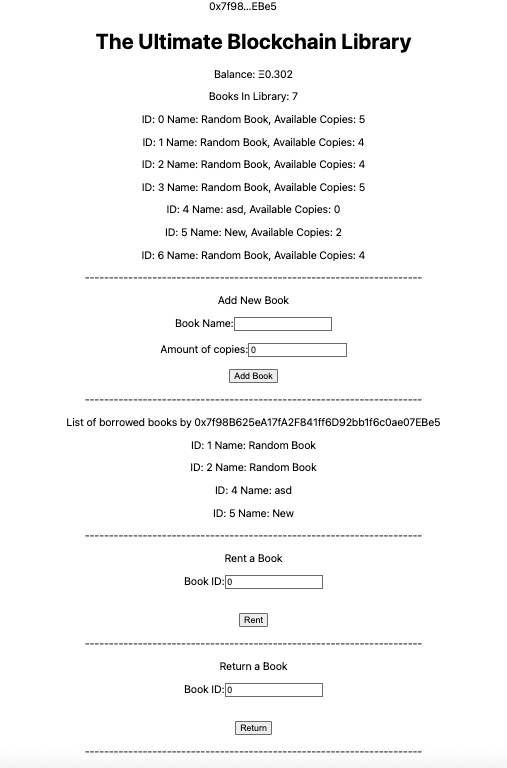 0x7f98...EBe5
The Ultimate Blockchain Library
Balance: Ξ0.302
Books In Library: 7
ID: 0 Name: Random Book, Available Copies: 5
ID: 1 Name: Random Book, Available Copies: 4
ID: 2 Name: Random Book, Available Copies: 4
ID: 3 Name: Random Book, Available Copies: 5
ID: 4 Name: asd, Available Copies: 0
ID: 5 Name: New, Available Copies: 2
ID: 6 Name: Random Book, Available Copies: 4
----------------------------------------------------------------------
Add New Book
Book Name:
Amount of copies: 0
Add Book
----------------------------------------------------------------------
List of borrowed books by 0x7f98B625eA17fA2F841ff6D92bb1f6c0ae07EBe5
ID: 1 Name: Random Book
ID: 2 Name: Random Book
ID: 4 Name: asd
ID: 5 Name: New
----------------------------------------------------------------------
Rent a Book
Book ID: 0
Rent
----------------------------------------------------------------------
Return a Book
Book ID: 0
Return
----------------------------------------------------------------------